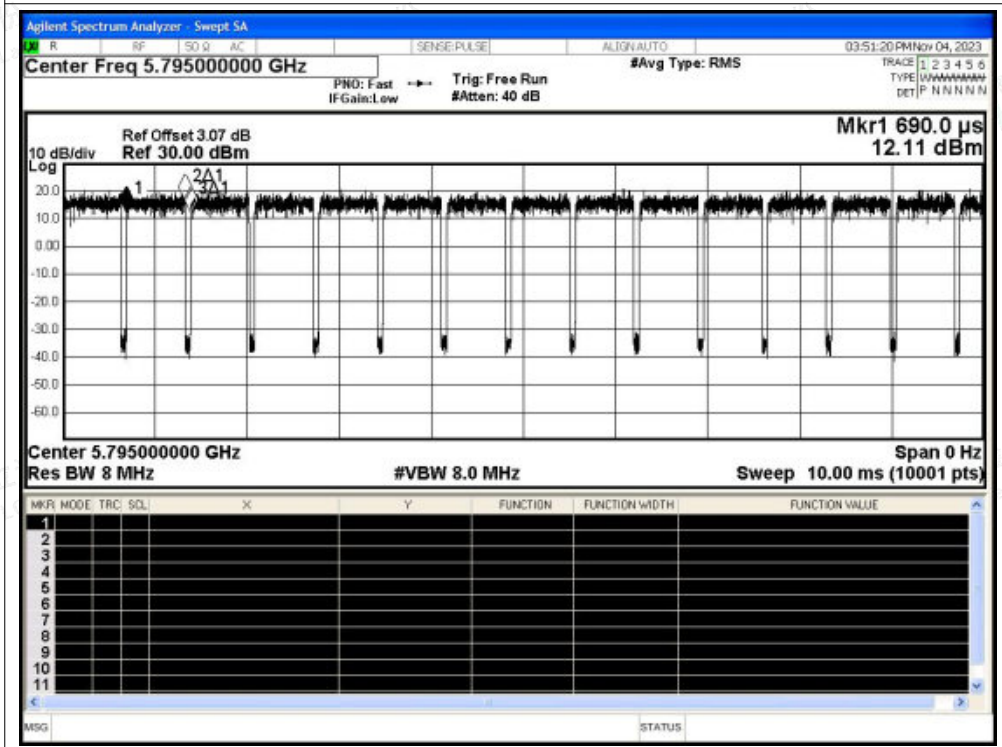 Agilent Spectrum Analyzer - Swept SA
R RF 50 Ω AC SENSE:PULSE ALIGNAUTO 03:51:20 PM Nov 04, 2023
Center Freq 5.795000000 GHz
PNO: Fast
IFGain:Low
Trig: Free Run
#Atten: 40 dB
#Avg Type: RMS
TRACE 1 2 3 4 5 6
TYPE
DET P N N N N N
Mkr1 690.0 µs
12.11 dBm
Ref Offset 3.07 dB
10 dB/div Ref 30.00 dBm
Log
1 2Δ1
3Δ1
20.0
10.0
0.00
-10.0
-20.0
-30.0
-40.0
-50.0
-60.0
Center 5.795000000 GHz Span 0 Hz
Res BW 8 MHz #VBW 8.0 MHz Sweep 10.00 ms (10001 pts)
MKR MODE TRC SCL X Y FUNCTION FUNCTION WIDTH FUNCTION VALUE
1
2
3
4
5
6
7
8
9
10
11
MSG STATUS